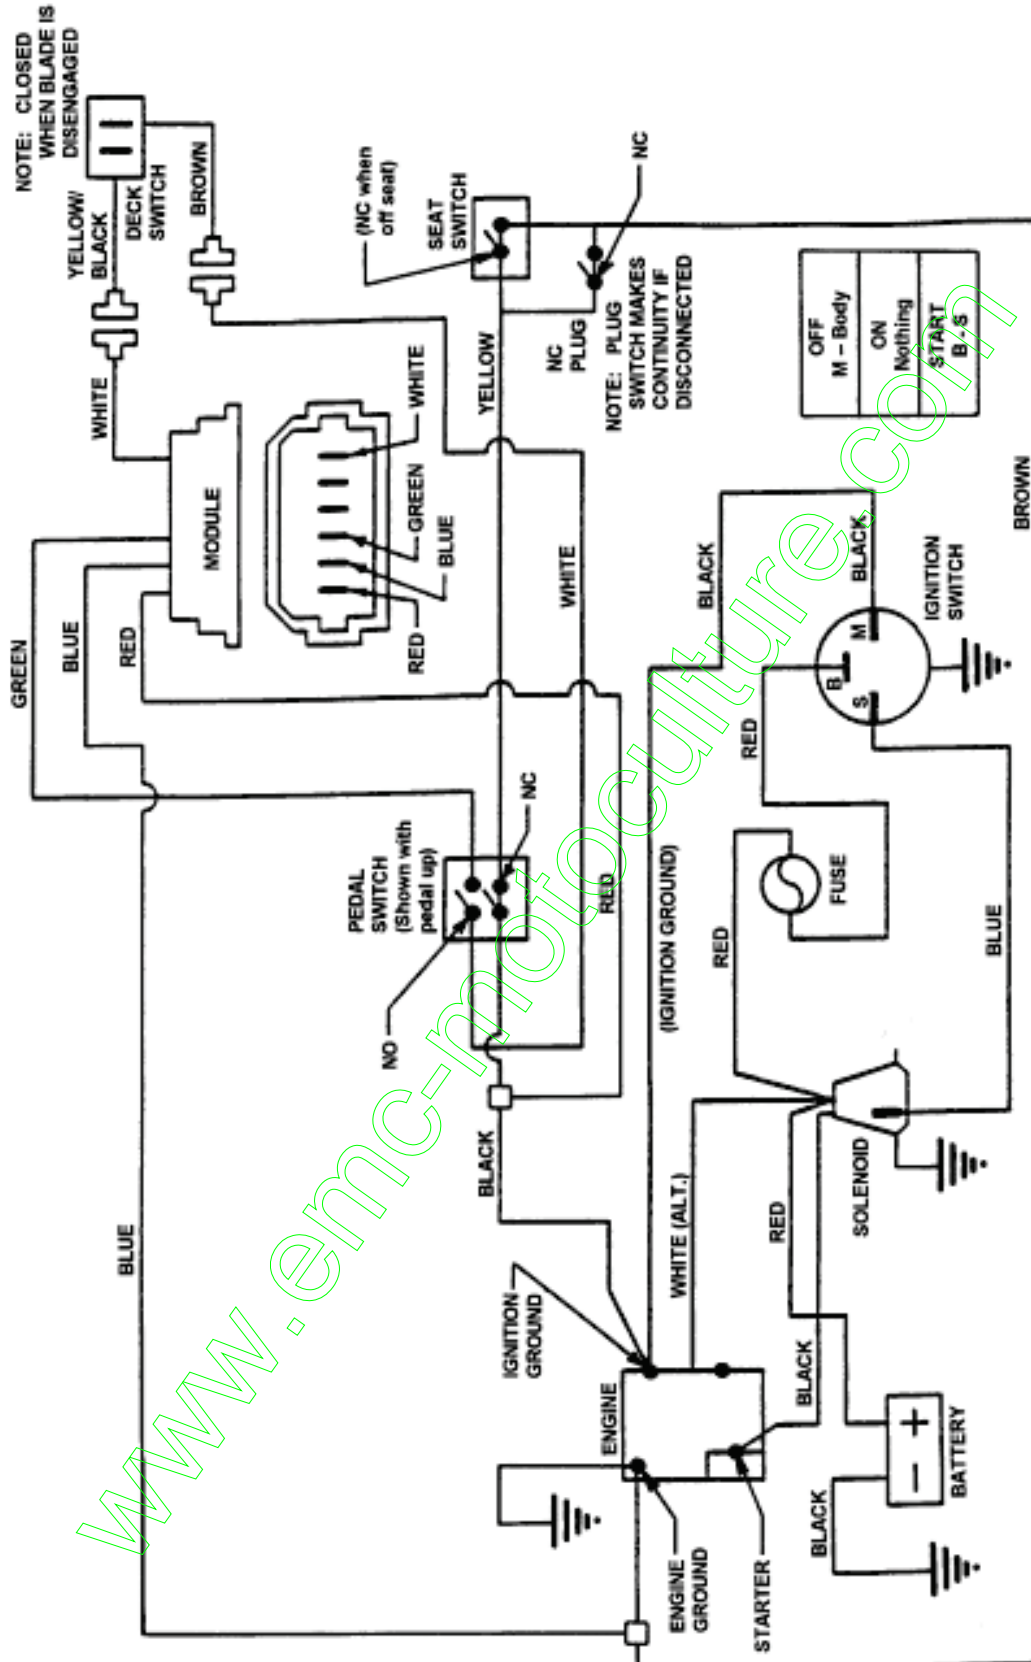 NOTE: CLOSED
WHEN BLADE IS
DISENGAGED
YELLOW/
BLACK
DECK
SWITCH
BROWN
WHITE
(NC when
off seat)
SEAT
SWITCH
NC
MODULE
WHITE
GREEN
BLUE
RED
YELLOW
NC
PLUG
NOTE: PLUG
SWITCH MAKES
CONTINUITY IF
DISCONNECTED
OFF
M – Body
ON
Nothing
START
B - S
GREEN
BLUE
RED
WHITE
BLACK
BLACK
BROWN
IGNITION
SWITCH
M
B
S
RED
PEDAL
SWITCH
(Shown with
pedal up)
NC
NO
RED
(IGNITION GROUND)
FUSE
RED
BLUE
BLUE
BLACK
WHITE (ALT.)
RED
SOLENOID
IGNITION
GROUND
ENGINE
BLACK
+
–
BATTERY
BLACK
ENGINE
GROUND
STARTER
www.emc-motoculture.com